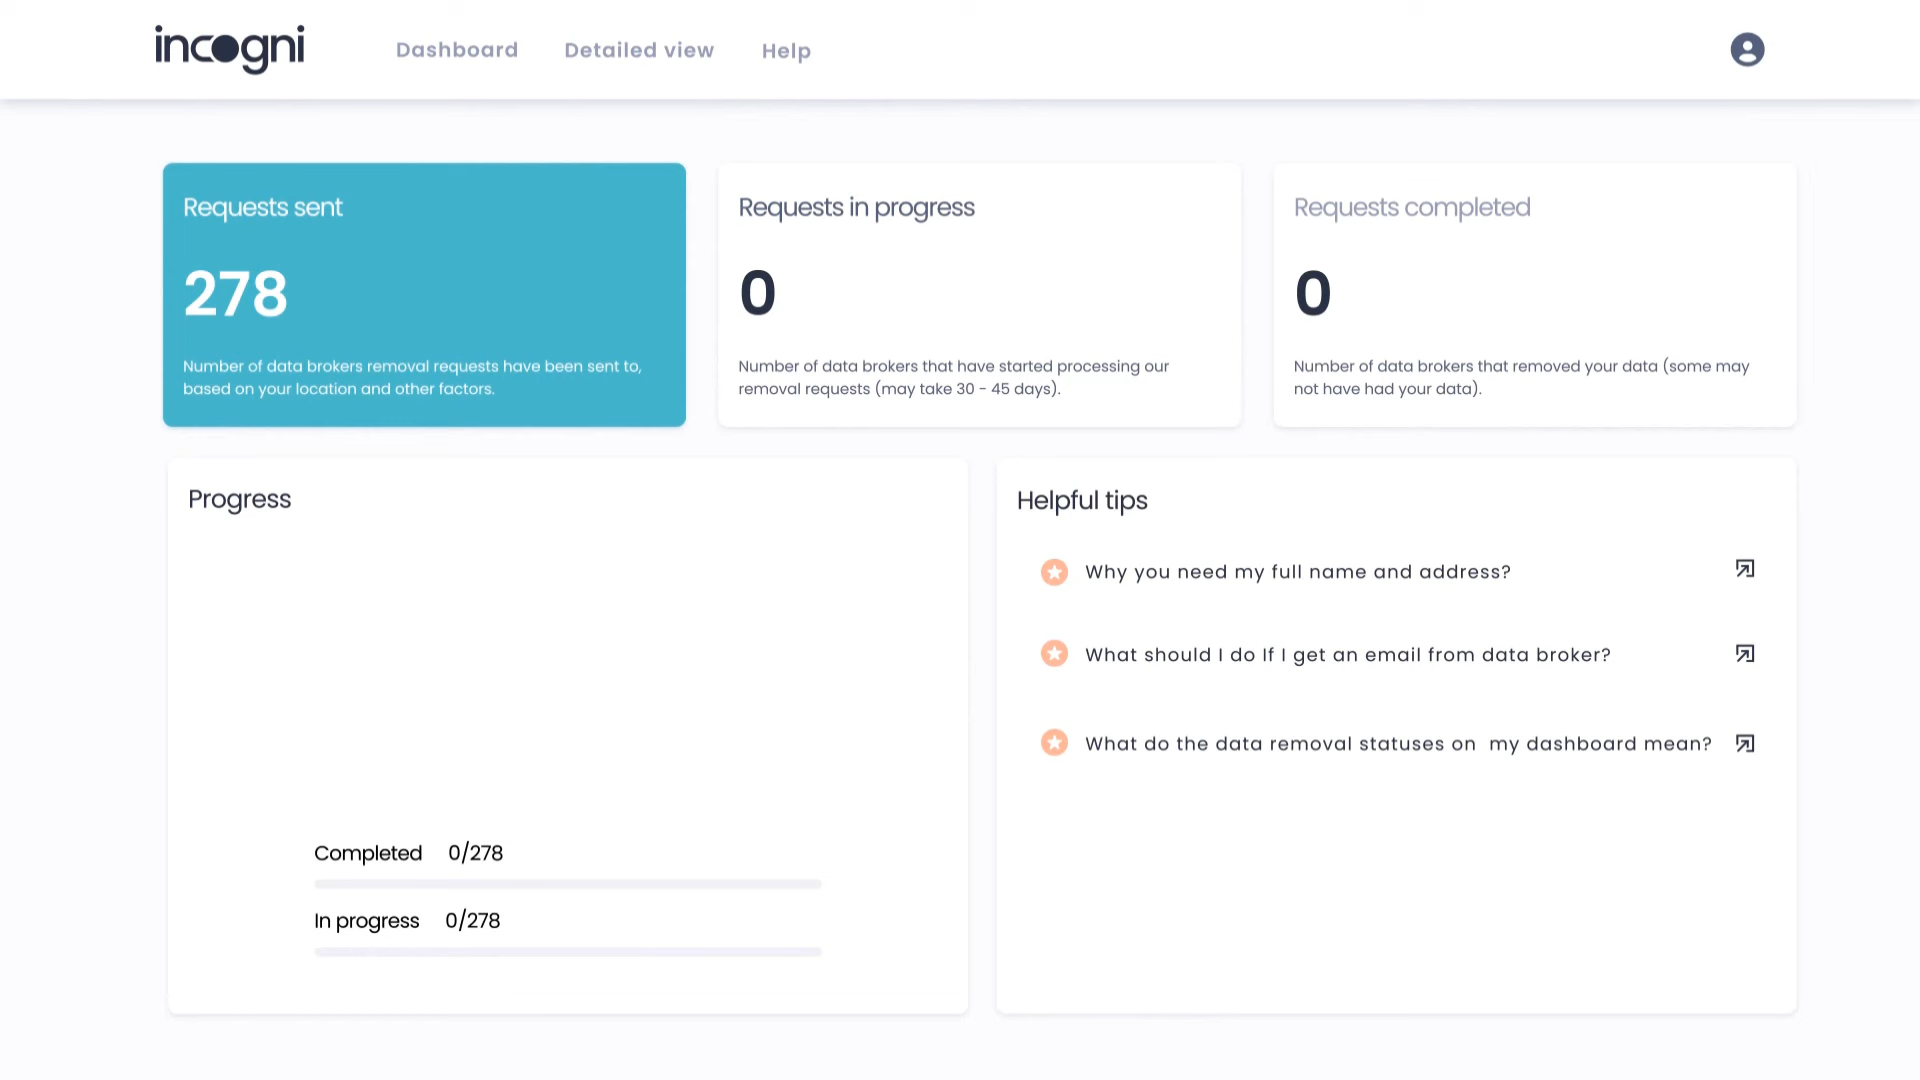 incogni
Dashboard
Detailed view
Help
Requests sent
278
Number of data brokers removal requests have been sent to,
based on your location and other factors.
Requests in progress
0
Number of data brokers that have started processing our
removal requests (may take 30 - 45 days).
Requests completed
0
Number of data brokers that removed your data (some may
not have had your data).
Progress
Completed 0/278
In progress 0/278
Helpful tips
Why you need my full name and address?
What should I do If I get an email from data broker?
What do the data removal statuses on  my dashboard mean?